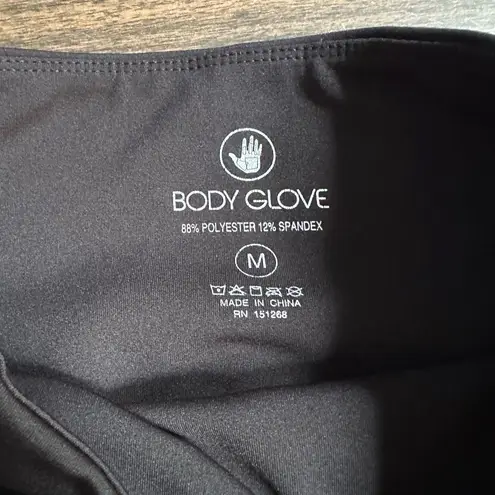 BODY GLOVE
88% POLYESTER 12% SPANDEX
M
MADE IN CHINA
RN 151268